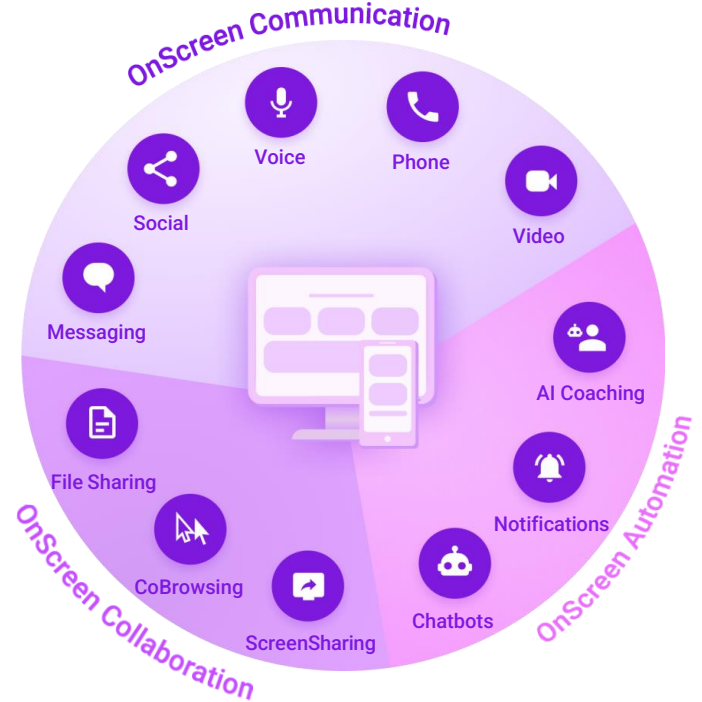 OnScreen Communication
Voice
Phone
Social
Video
Messaging
AI Coaching
File Sharing
Notifications
CoBrowsing
Chatbots
ScreenSharing
OnScreen Collaboration
OnScreen Automation